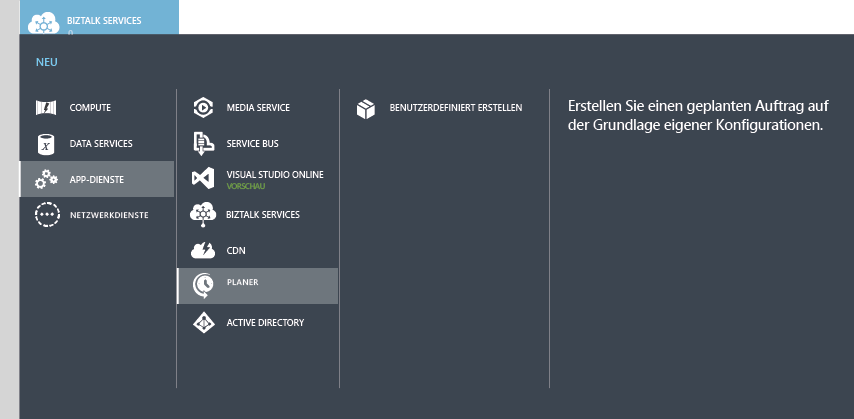 BIZTALK SERVICES
0
NEU
COMPUTE
DATA SERVICES
APP-DIENSTE
NETZWERKDIENSTE
MEDIA SERVICE
SERVICE BUS
VISUAL STUDIO ONLINE
VORSCHAU
BIZTALK SERVICES
CDN
PLANER
ACTIVE DIRECTORY
BENUTZERDEFINIERT ERSTELLEN
Erstellen Sie einen geplanten Auftrag auf
der Grundlage eigener Konfigurationen.